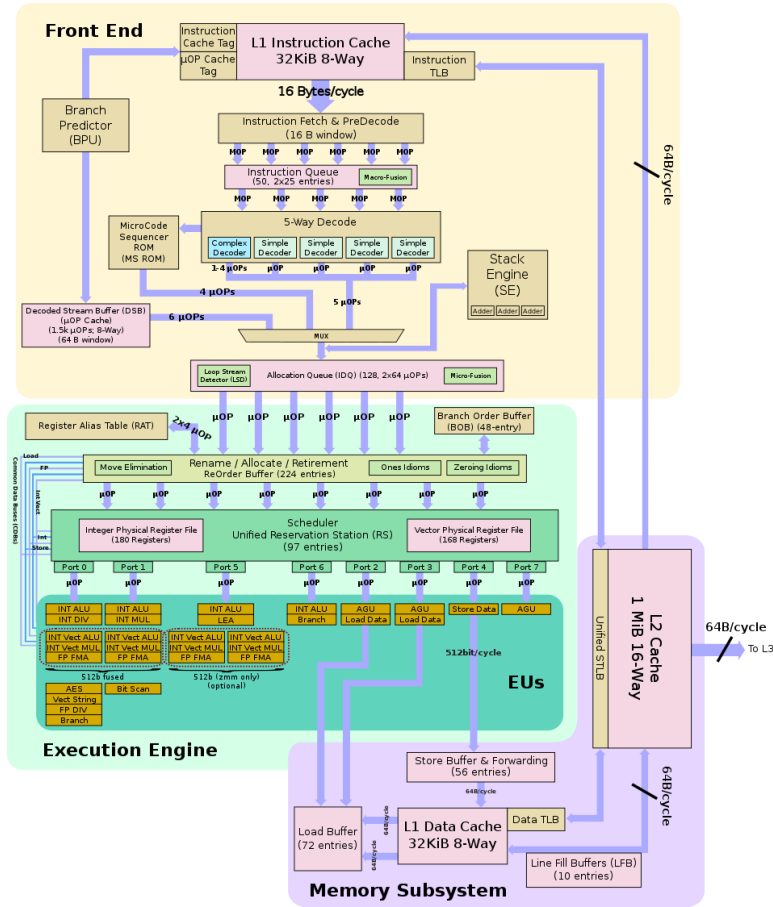 Front End
Instruction
Cache Tag
µOP Cache
Tag
L1 Instruction Cache
32KiB 8-Way
Instruction
TLB
16 Bytes/cycle
Branch
Predictor
(BPU)
Instruction Fetch & PreDecode
(16 B window)
MOP MOP MOP MOP MOP MOP
Instruction Queue
(50, 2x25 entries)
Macro-Fusion
64B/cycle
MOP MOP MOP MOP MOP
MicroCode
Sequencer
ROM
(MS ROM)
5-Way Decode
Complex
Decoder
Simple
Decoder
Simple
Decoder
Simple
Decoder
Simple
Decoder
1-4 µOPs µOP µOP µOP µOP
Stack
Engine
(SE)
Adder Adder Adder
4 µOPs
5 µOPs
Decoded Stream Buffer (DSB)
(µOP Cache)
(1.5k µOPs; 8-Way)
(64 B window)
6 µOPs
MUX
Loop Stream
Detector (LSD)
Allocation Queue (IDQ) (128, 2x64 µOPs)
Micro-Fusion
Register Alias Table (RAT)
2x4 µOP
µOP µOP µOP µOP µOP µOP
Branch Order Buffer
(BOB) (48-entry)
Load
FP
Common Data Buses (CDBs)
Int Vect
Int
Store
Move Elimination
Rename / Allocate / Retirement
ReOrder Buffer (224 entries)
Ones Idioms
Zeroing Idioms
µOP µOP µOP µOP µOP µOP µOP µOP
Integer Physical Register File
(180 Registers)
Scheduler
Unified Reservation Station (RS)
(97 entries)
Vector Physical Register File
(168 Registers)
Port 0 Port 1 Port 5 Port 6 Port 2 Port 3 Port 4 Port 7
µOP µOP µOP µOP µOP µOP µOP µOP
INT ALU
INT DIV
INT ALU
INT MUL
INT ALU
LEA
INT ALU
Branch
AGU
Load Data
AGU
Load Data
Store Data
AGU
Int Vect ALU
Int Vect MUL
FP FMA
Int Vect ALU
Int Vect MUL
FP FMA
Int Vect ALU
Int Vect MUL
FP FMA
Int Vect ALU
Int Vect MUL
FP FMA
512b fused
512b (zmm only)
(optional)
AES
Vect String
FP DIV
Branch
Bit Scan
512bit/cycle
EUs
Execution Engine
Unified STLB
L2 Cache
1 MiB 16-Way
64B/cycle
To L3
Store Buffer & Forwarding
(56 entries)
64B/cycle
64B/cycle
Load Buffer
(72 entries)
64B/cycle
64B/cycle
L1 Data Cache
32KiB 8-Way
Data TLB
Line Fill Buffers (LFB)
(10 entries)
Memory Subsystem